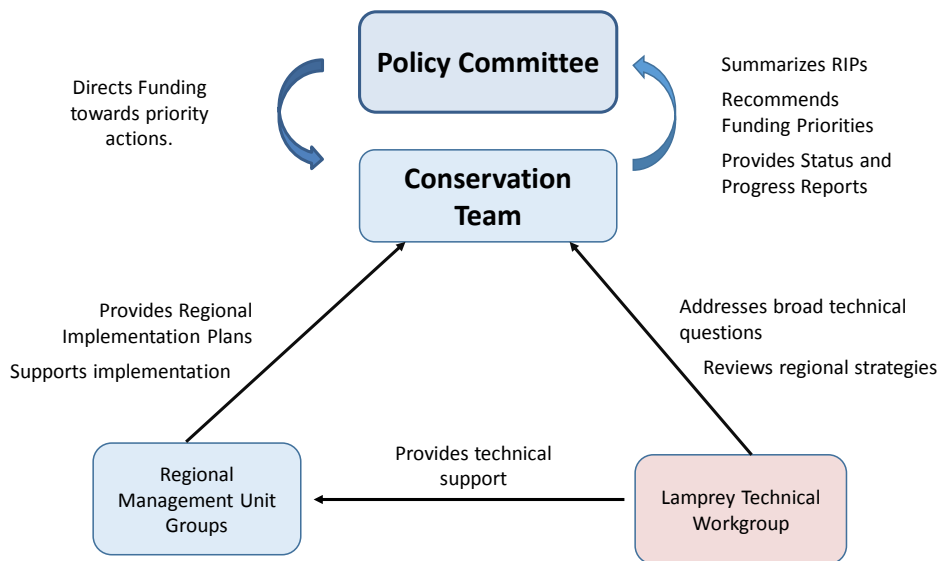 Policy Committee
Directs Funding
towards priority
actions.
Summarizes RIPs
Recommends
Funding Priorities
Provides Status and
Progress Reports
Conservation
Team
Provides Regional
Implementation Plans
Supports implementation
Addresses broad technical
questions
Reviews regional strategies
Provides technical
support
Regional
Management Unit
Groups
Lamprey Technical
Workgroup